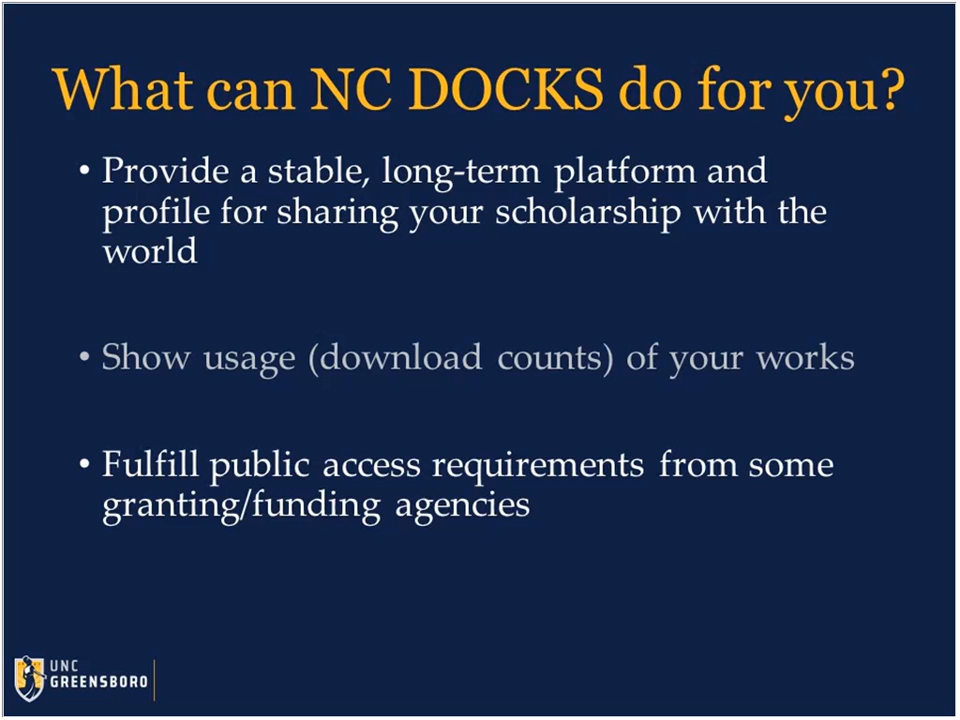 What can NC DOCKS do for you?
• Provide a stable, long-term platform and
profile for sharing your scholarship with the
world
• Show usage (download counts) of your works
• Fulfill public access requirements from some
granting/funding agencies
UNC
GREENSBORO